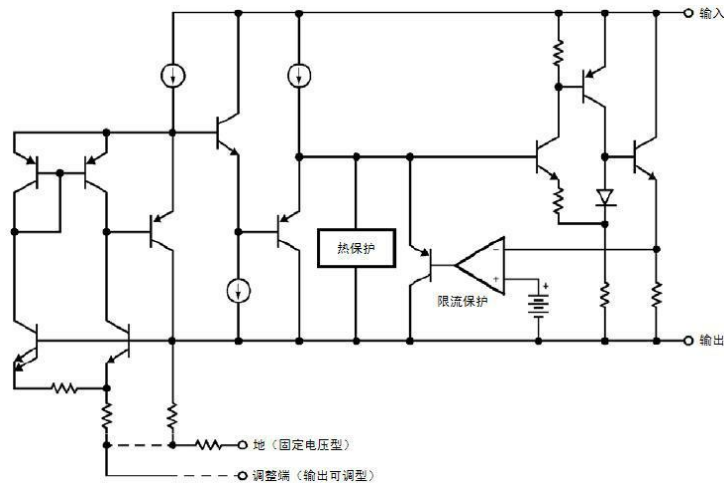 输入
热保护
−
+
限流保护
+
输出
地（固定电压型）
调整端（输出可调型）